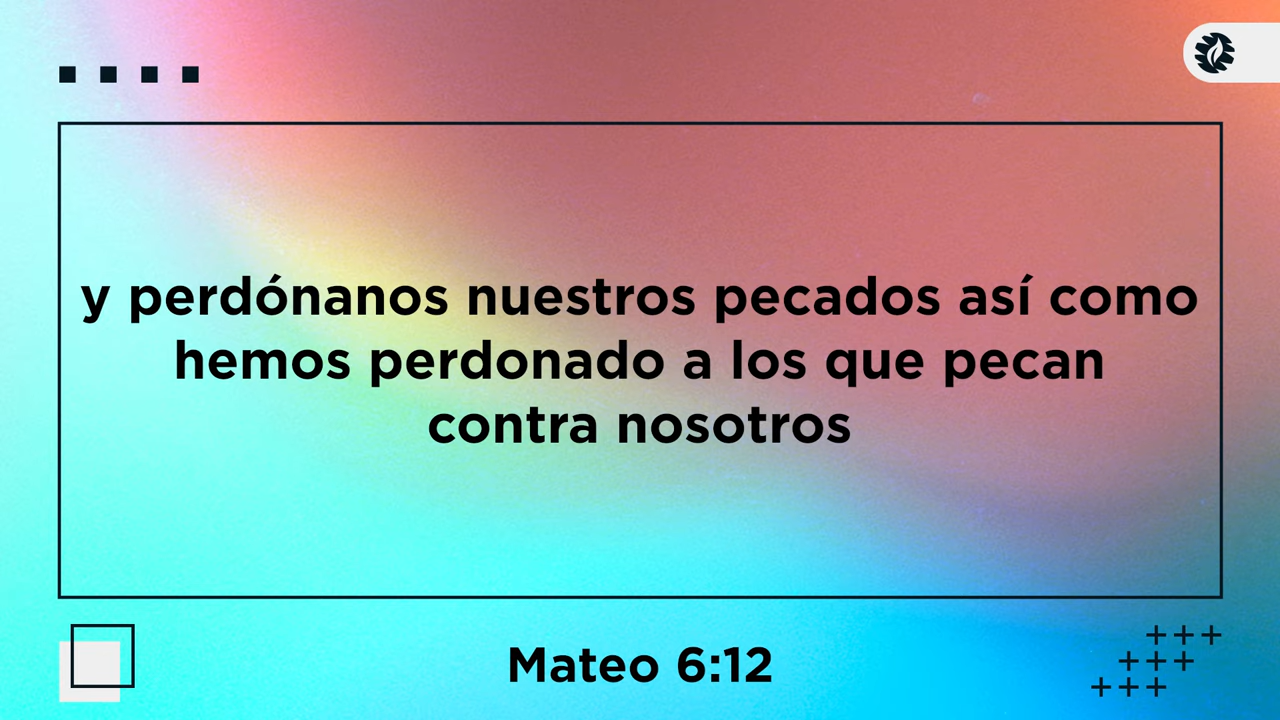 y perdónanos nuestros pecados así como
hemos perdonado a los que pecan
contra nosotros
Mateo 6:12